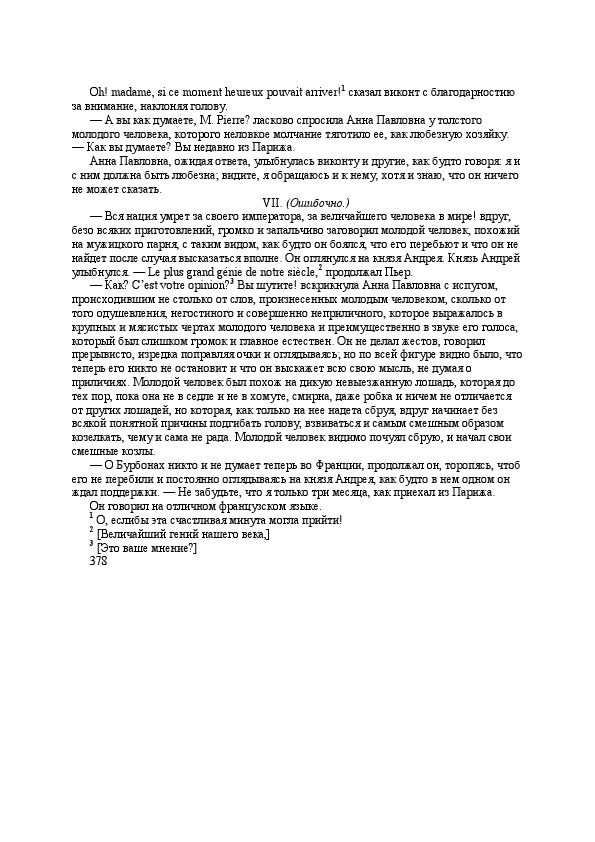 Oh! madame, si ce moment heureux pouvait arriver!1 сказал виконт с благодарностию
за внимание, наклоняя голову.
— А вы как думаете, M. Pierre? ласково спросила Анна Павловна у толстого
молодого человека, которого неловкое молчание тяготило ее, как любезную хозяйку.
— Как вы думаете? Вы недавно из Парижа.
Анна Павловна, ожидая ответа, улыбнулась виконту и другие, как будто говоря: я и
с ним должна быть любезна; видите, я обращаюсь и к нему, хотя и знаю, что он ничего
не может сказать.
VII. (Ошибочно.)
— Вся нация умрет за своего императора, за величайшего человека в мире! вдруг,
безо всяких приготовлений, громко и запальчиво заговорил молодой человек, похожий
на мужицкого парня, с таким видом, как будто он боялся, что его перебьют и что он не
найдет после случая высказаться вполне. Он оглянулся на князя Андрея. Князь Андрей
улыбнулся. — Le plus grand génie de notre siècle,2 продолжал Пьер.
— Как? C'est votre opinion?3 Вы шутите! вскрикнула Анна Павловна с испугом,
происходившим не столько от слов, произнесенных молодым человеком, сколько от
того одушевления, негостиного и совершенно неприличного, которое выражалось в
крупных и мясистых чертах молодого человека и преимущественно в звуке его голоса,
который был слишком громок и главное естествен. Он не делал жестов, говорил
прерывисто, изредка поправляя очки и оглядываясь; но по всей фигуре видно было, что
теперь его никто не остановит и что он выскажет всю свою мысль, не думая о
приличиях. Молодой человек был похож на дикую невыезжанную лошадь, которая до
тех пор, пока она не в седле и не в хомуте, смирна, даже робка и ничем не отличается
от других лошадей, но которая, как только на нее надета сбруя, вдруг начинает без
всякой понятной причины подгибать голову, взвиваться и самым смешным образом
козелкать, чему и сама не рада. Молодой человек видимо почуял сбрую, и начал свои
смешные козлы.
— О Бурбонах никто и не думает теперь во Франции, продолжал он, торопясь, чтоб
его не перебили и постоянно оглядываясь на князя Андрея, как будто в нем одном он
ждал поддержки. — Не забудьте, что я только три месяца, как приехал из Парижа.
Он говорил на отличном французском языке.
1 О, еслибы эта счастливая минута могла прийти!
2 [Величайший гений нашего века,]
3 [Это ваше мнение?]
378